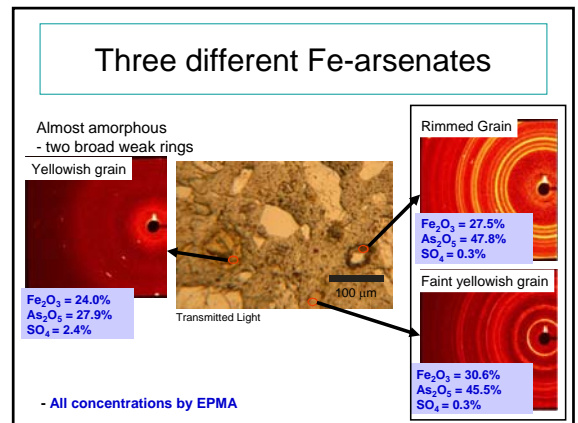 Three different Fe-arsenates
Almost amorphous
- two broad weak rings
Yellowish grain
Fe₂O₃ = 24.0%
As₂O₅ = 27.9%
SO₄ = 2.4%
100 µm
Transmitted Light
Rimmed Grain
Fe₂O₃ = 27.5%
As₂O₅ = 47.8%
SO₄ = 0.3%
Faint yellowish grain
Fe₂O₃ = 30.6%
As₂O₅ = 45.5%
SO₄ = 0.3%
- All concentrations by EPMA